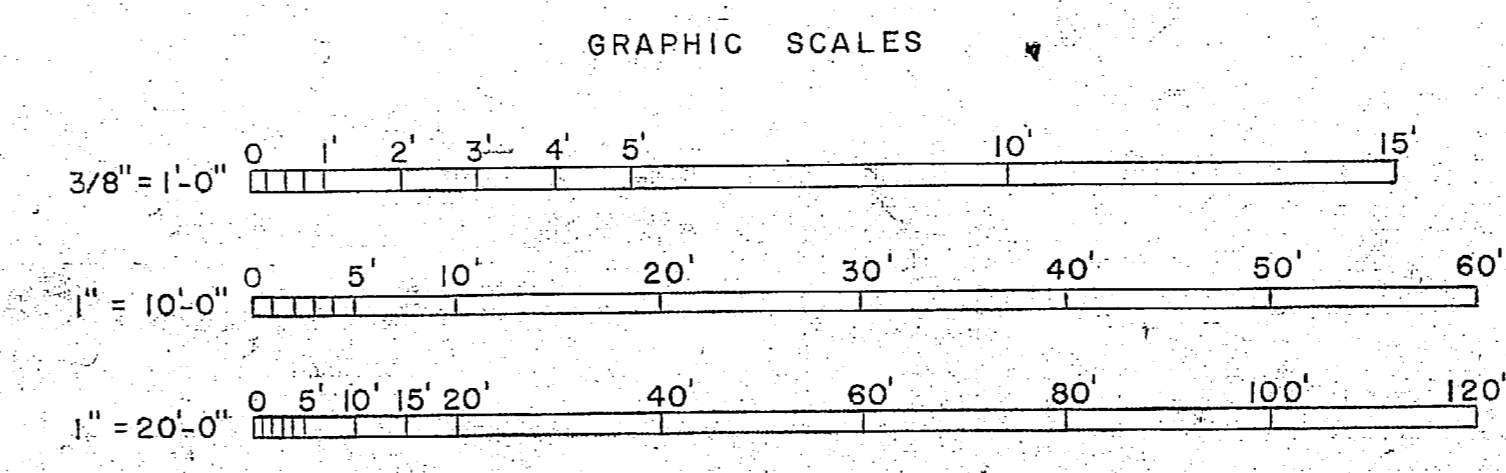 GRAPHIC SCALES
0 1' 2' 3' 4' 5' 10' 15'
3/8" = 1'-0"
0 5' 10' 20' 30' 40' 50' 60'
1" = 10'-0"
0 5' 10' 15' 20' 40' 60' 80' 100' 120'
1" = 20'-0"